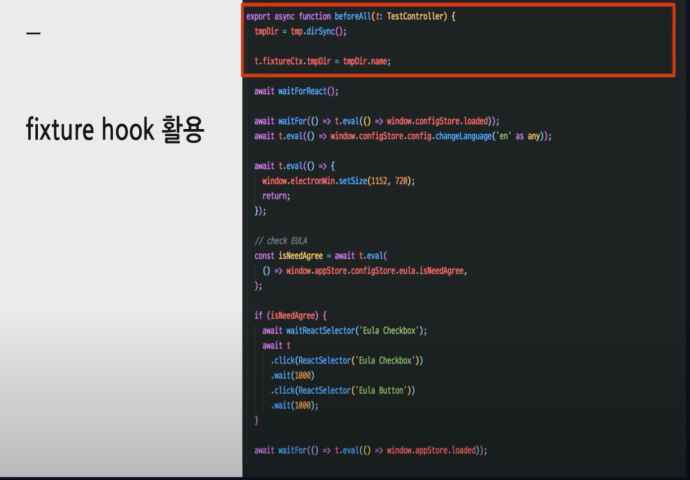 fixture hook 활용
export async function beforeAll(t: TestController) {
tmpDir = tmp.dirSync();
t.fixtureCtx.tmpDir = tmpDir.name;
await waitForReact();
await waitFor(() => t.eval(() => window.configStore.loaded));
await t.eval(() => window.configStore.config.changeLanguage('en' as any));
await t.eval(() => {
window.electronWin.setSize(1152, 720);
return;
});
// check EULA
const isNeedAgree = await t.eval(
() => window.appStore.configStore.eula.isNeedAgree,
);
if (isNeedAgree) {
await waitReactSelector('Eula Checkbox');
await t
.click(ReactSelector('Eula Checkbox'))
.wait(1000)
.click(ReactSelector('Eula Button'))
.wait(1000);
}
await waitFor(() => t.eval(() => window.appStore.loaded));